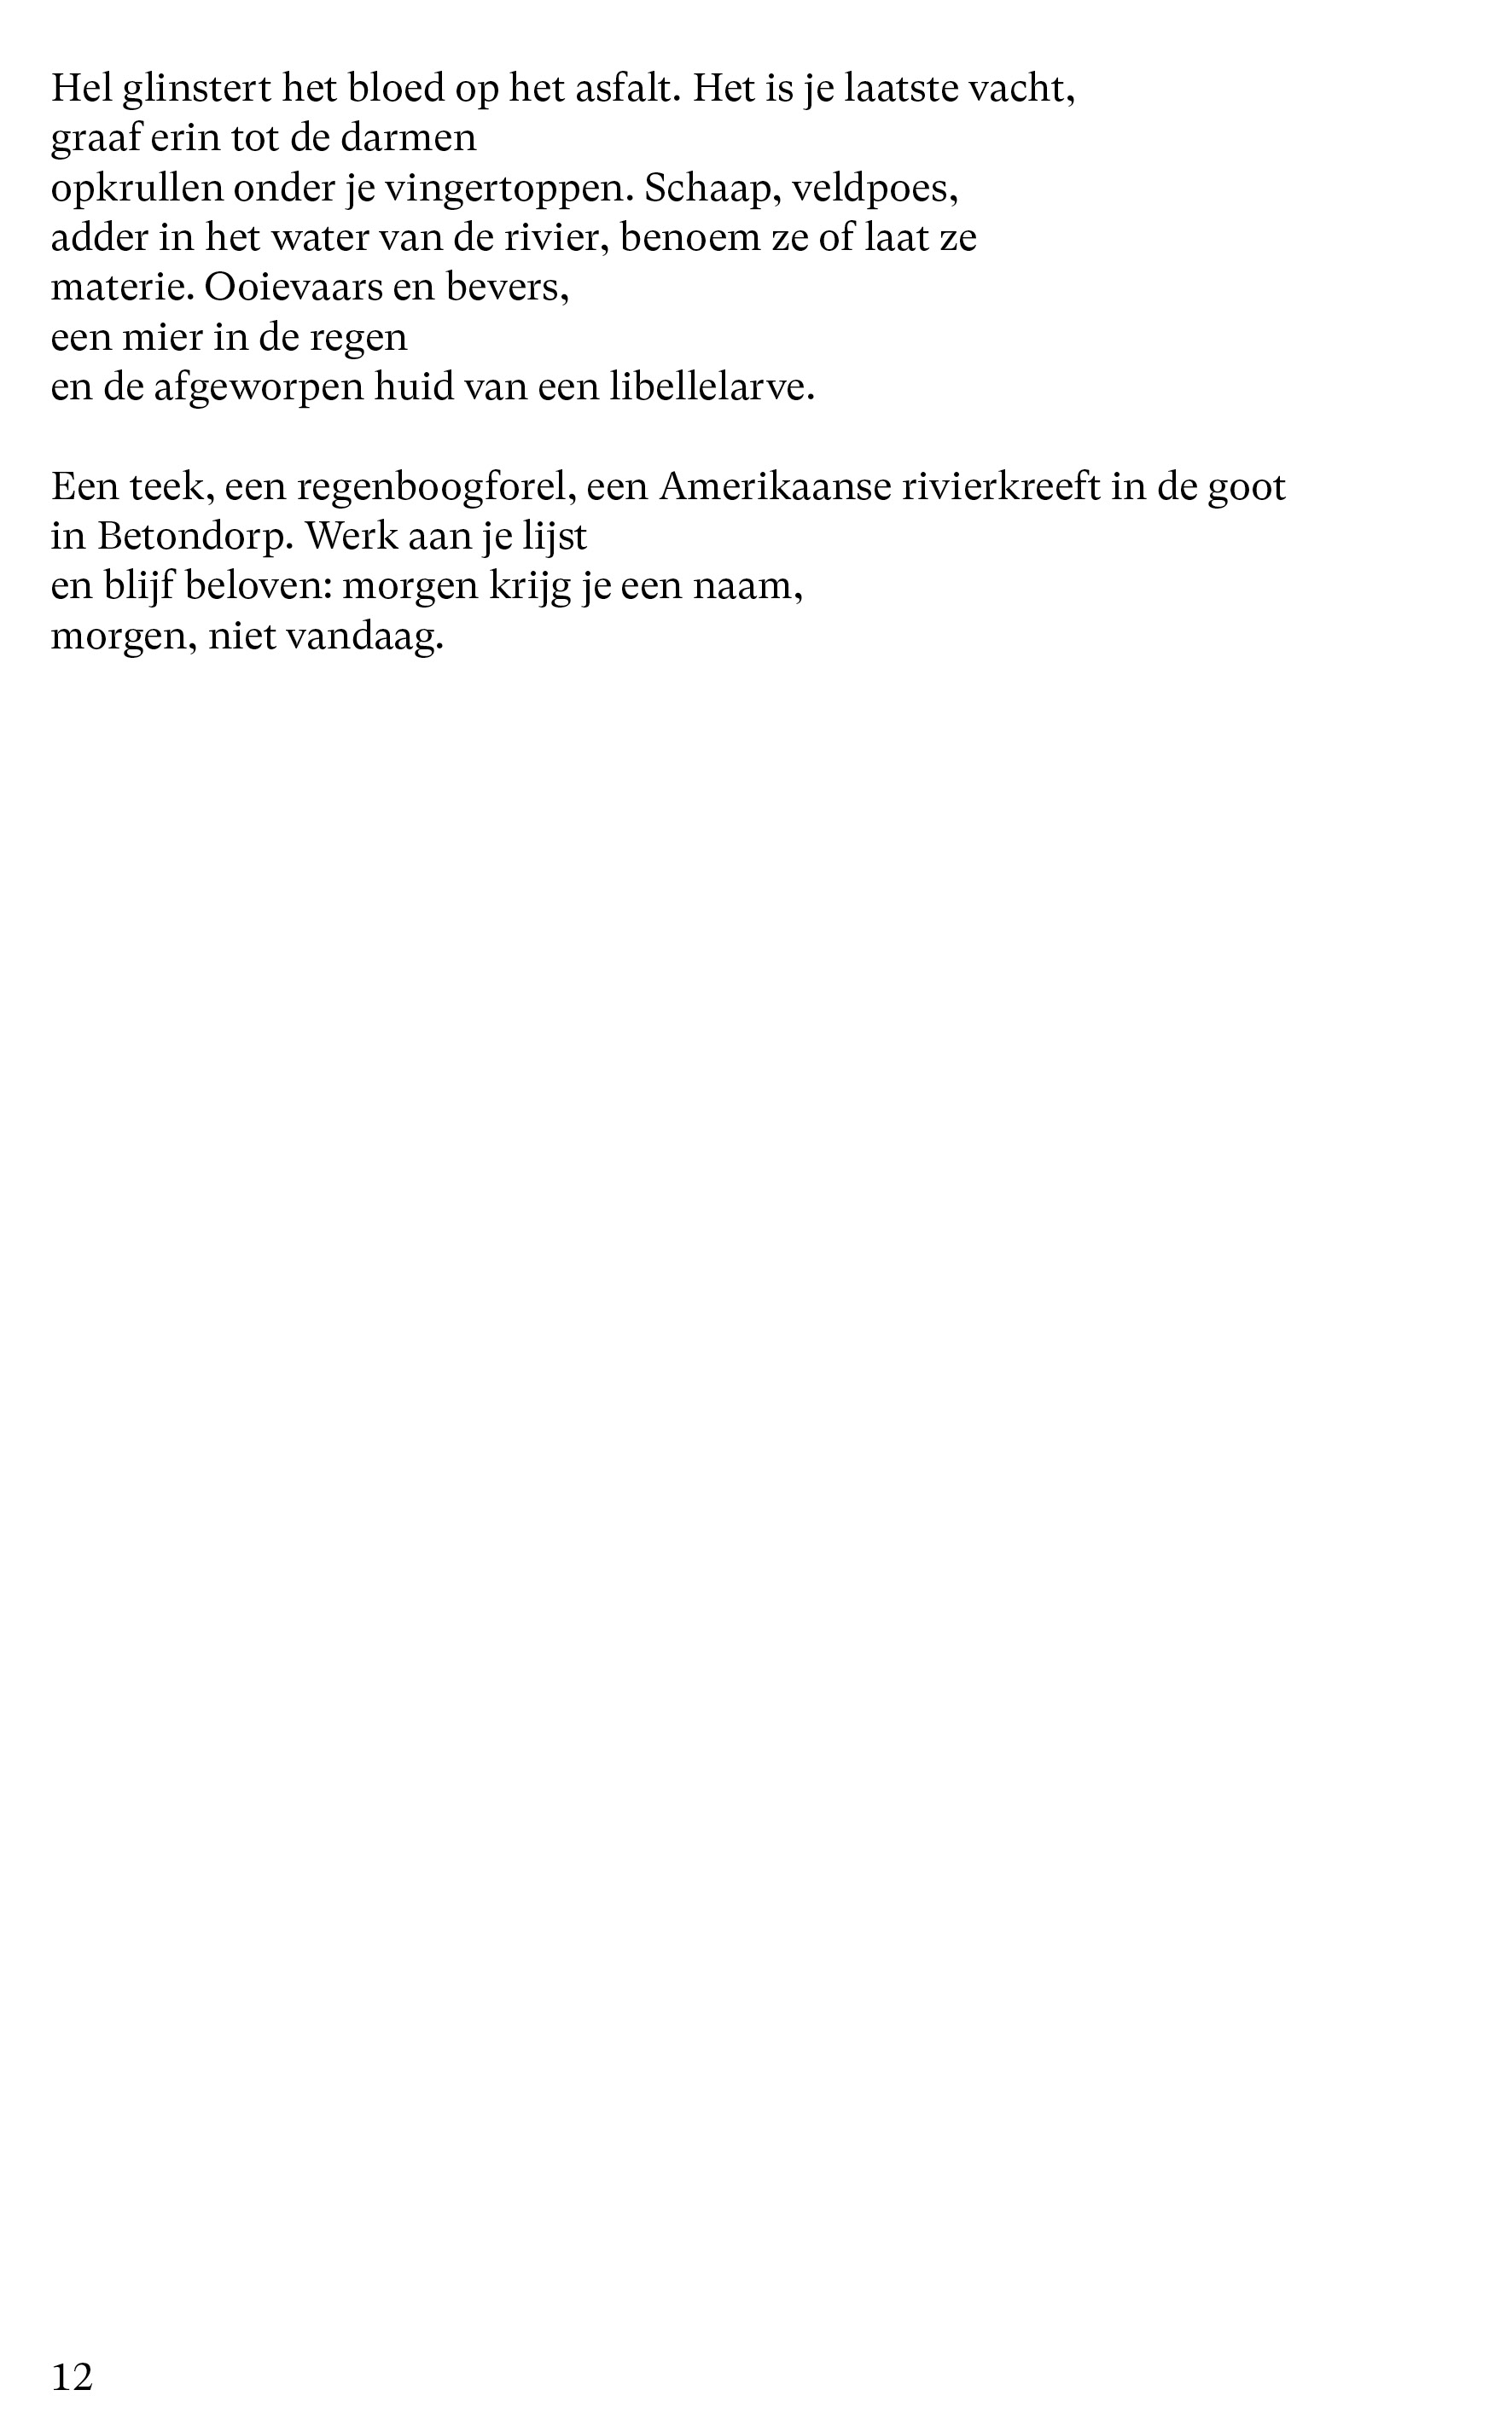 Hel glinstert het bloed op het asfalt. Het is je laatste vacht,
graaf erin tot de darmen
opkrullen onder je vingertoppen. Schaap, veldpoes,
adder in het water van de rivier, benoem ze of laat ze
materie. Ooievaars en bevers,
een mier in de regen
en de afgeworpen huid van een libellelarve.

Een teek, een regenboogforel, een Amerikaanse rivierkreeft in de goot
in Betondorp. Werk aan je lijst
en blijf beloven: morgen krijg je een naam,
morgen, niet vandaag.

12